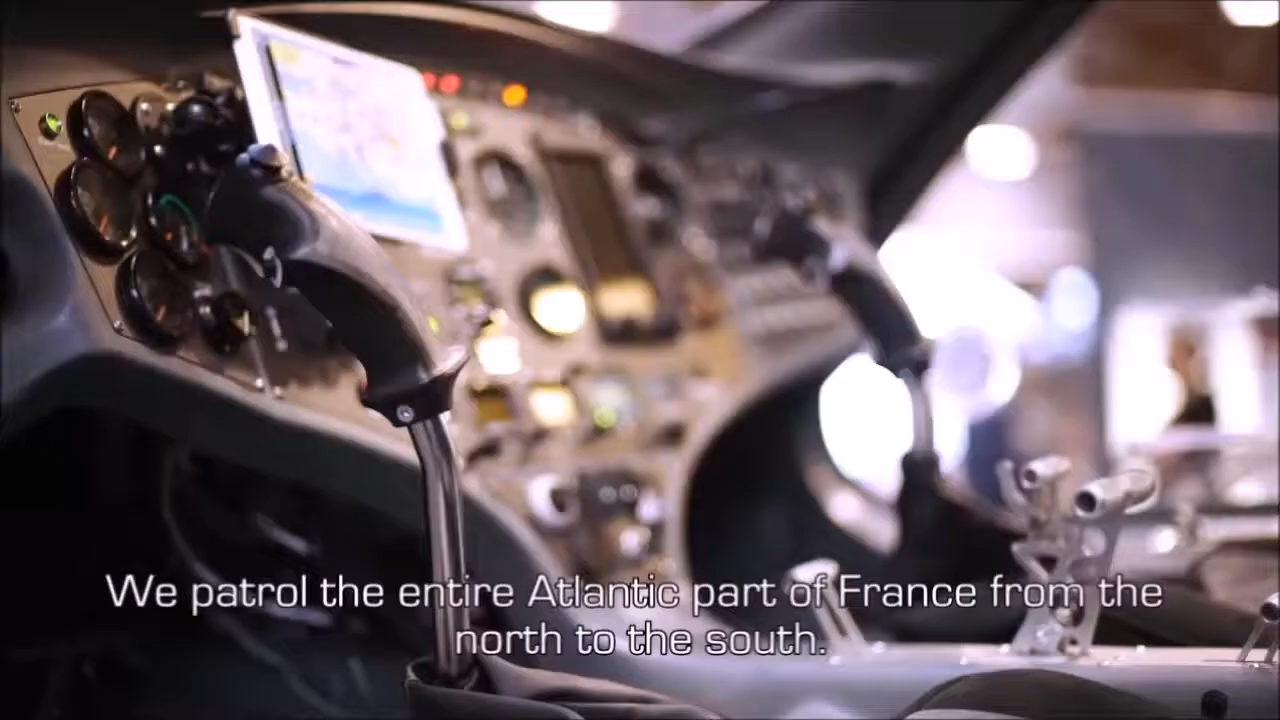 We patrol the entire Atlantic part of France from the
north to the south.